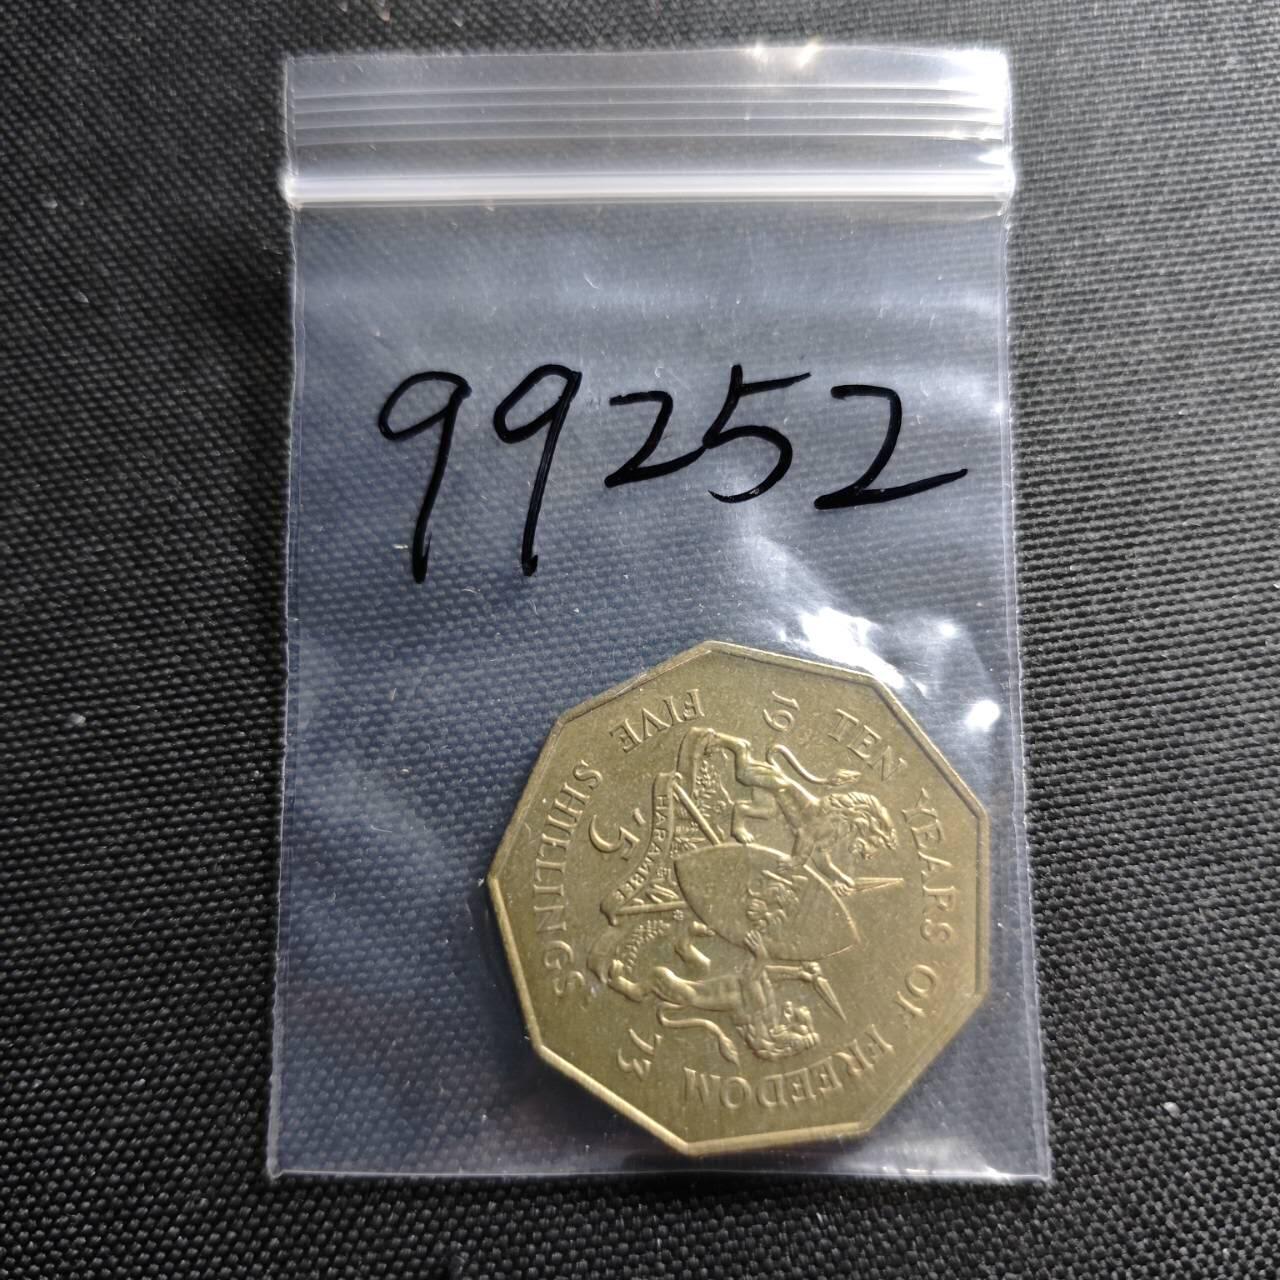 99252
TEN YEARS OF FREEDOM
19 73
HARAMBEE
5
FIVE SHILLINGS